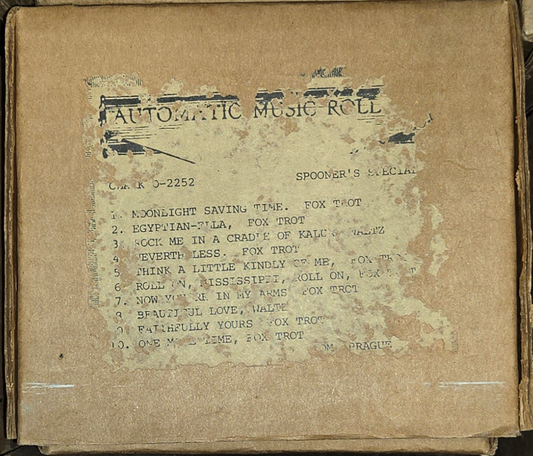 AUTOMATIC MUSIC ROLL
O-2252 SPOONER'S SPECIAL
1. MOONLIGHT SAVING TIME. FOX TROT
2. EGYPTIAN-ELLA, FOX TROT
3. ROCK ME IN A CRADLE OF KALUA WALTZ
4. NEVERTHELESS. FOX TROT
5. THINK A LITTLE KINDLY OF ME, FOX TROT
6. ROLL ON, MISSISSIPPI, ROLL ON, FOX TROT
7. NOW YOU'RE IN MY ARMS FOX TROT
8. BEAUTIFUL LOVE, WALTZ
9. FAITHFULLY YOURS FOX TROT
10. ONE MORE TIME, FOX TROT
PRAGUE